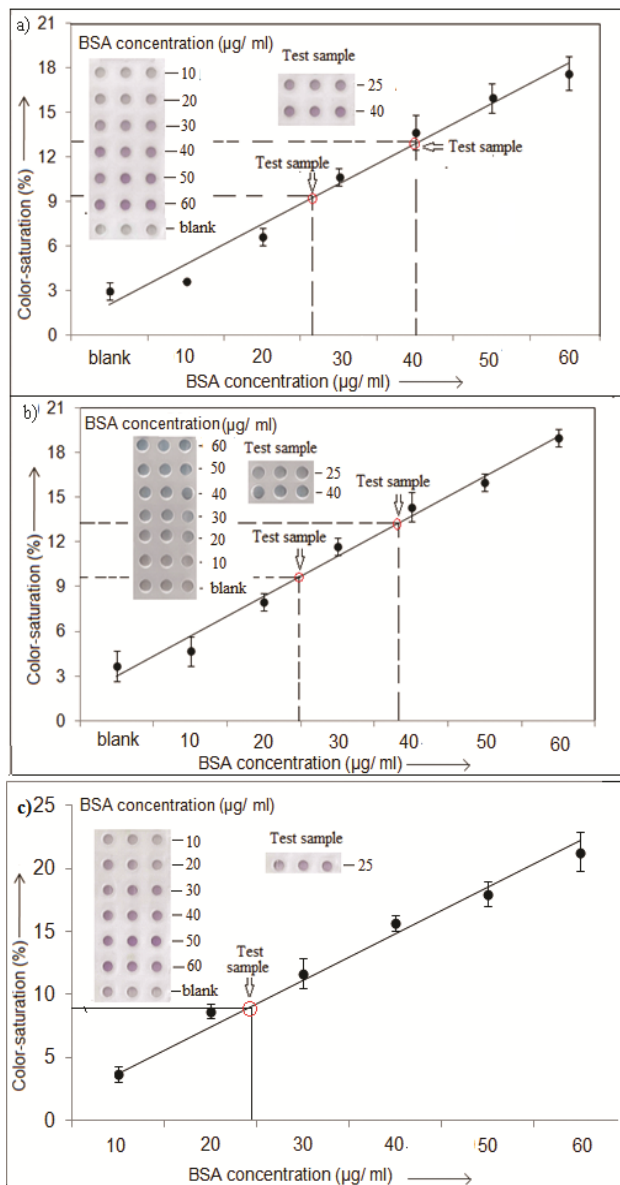 a)
BSA concentration (µg/ ml)
Test sample
10
20
30
40
50
60
blank
25
40
Test sample
Test sample
21
18
15
12
9
6
3
0
Color-saturation (%)
blank 10 20 30 40 50 60
BSA concentration (µg/ ml)
b)
BSA concentration (µg/ ml)
Test sample
60
50
40
30
20
10
blank
25
40
Test sample
Test sample
21
18
15
12
9
6
3
0
Color-saturation (%)
blank 10 20 30 40 50 60
BSA concentration (µg/ ml)
c)
BSA concentration (µg/ ml)
Test sample
10
20
30
40
50
60
blank
25
Test
sample
25
20
15
10
5
0
Color-saturation (%)
10 20 30 40 50 60
BSA concentration (µg/ ml)